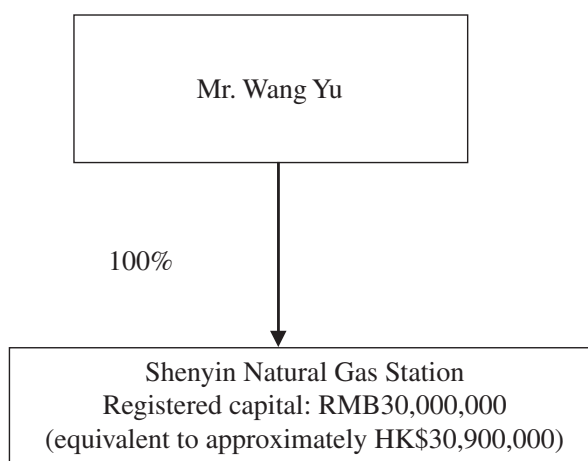 Mr. Wang Yu
100%
Shenyin Natural Gas Station
Registered capital: RMB30,000,000
(equivalent to approximately HK$30,900,000)